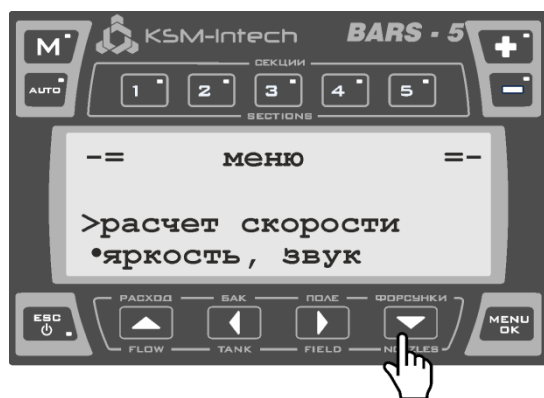 M
KSM-Intech
BARS - 5
+
AUTO
СЕКЦИИ
1 2 3 4 5
-
SECTIONS
-= меню =-
>расчет скорости
•яркость, звук
РАСХОД БАК ПОЛЕ ФОРСУНКИ
ESC
MENU
OK
FLOW TANK FIELD NOZZLES